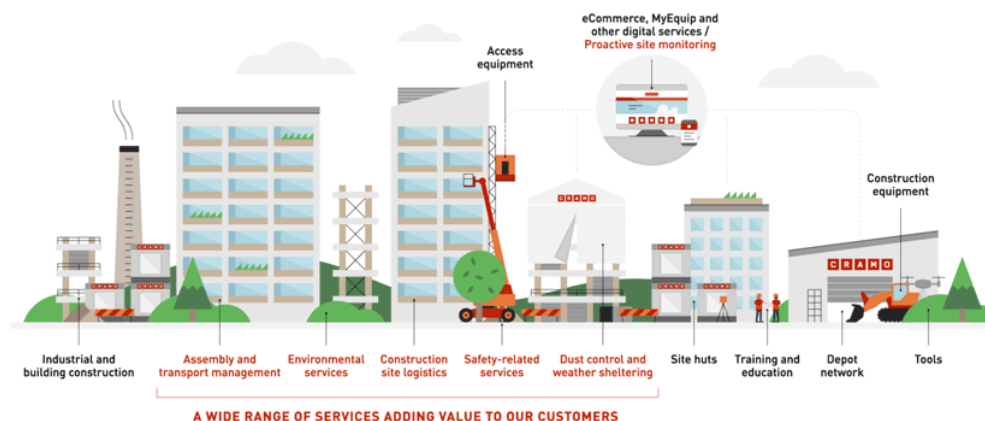 eCommerce, MyEquip and
other digital services /
Proactive site monitoring
Access
equipment
Construction
equipment
CRAMO
CRAMO
Industrial and
building construction
Assembly and
transport management
Environmental
services
Construction
site logistics
Safety-related
services
Dust control and
weather sheltering
Site huts
Training and
education
Depot
network
Tools
A WIDE RANGE OF SERVICES ADDING VALUE TO OUR CUSTOMERS